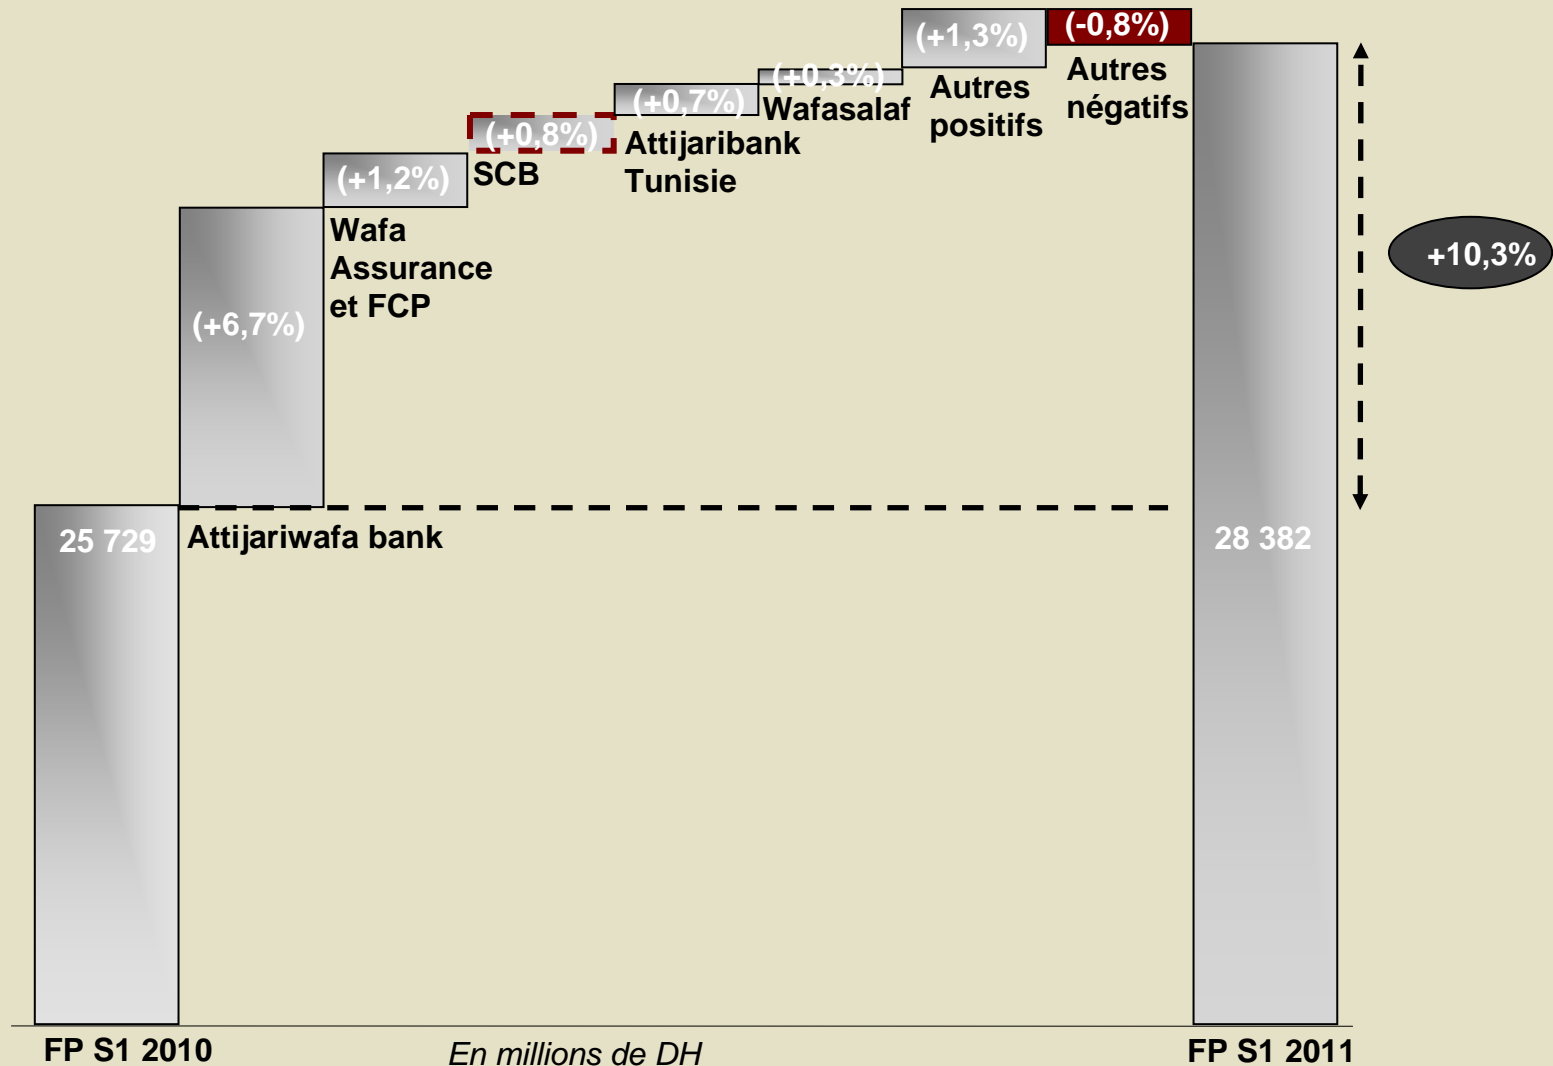 (+1,3%)
(-0,8%)
Autres
négatifs
(+0,3%)
Wafasalaf
Autres
positifs
(+0,7%)
Attijaribank
Tunisie
(+0,8%)
SCB
(+1,2%)
Wafa
Assurance
et FCP
(+6,7%)
+10,3%
25 729
Attijariwafa bank
28 382
FP S1 2010
En millions de DH
FP S1 2011